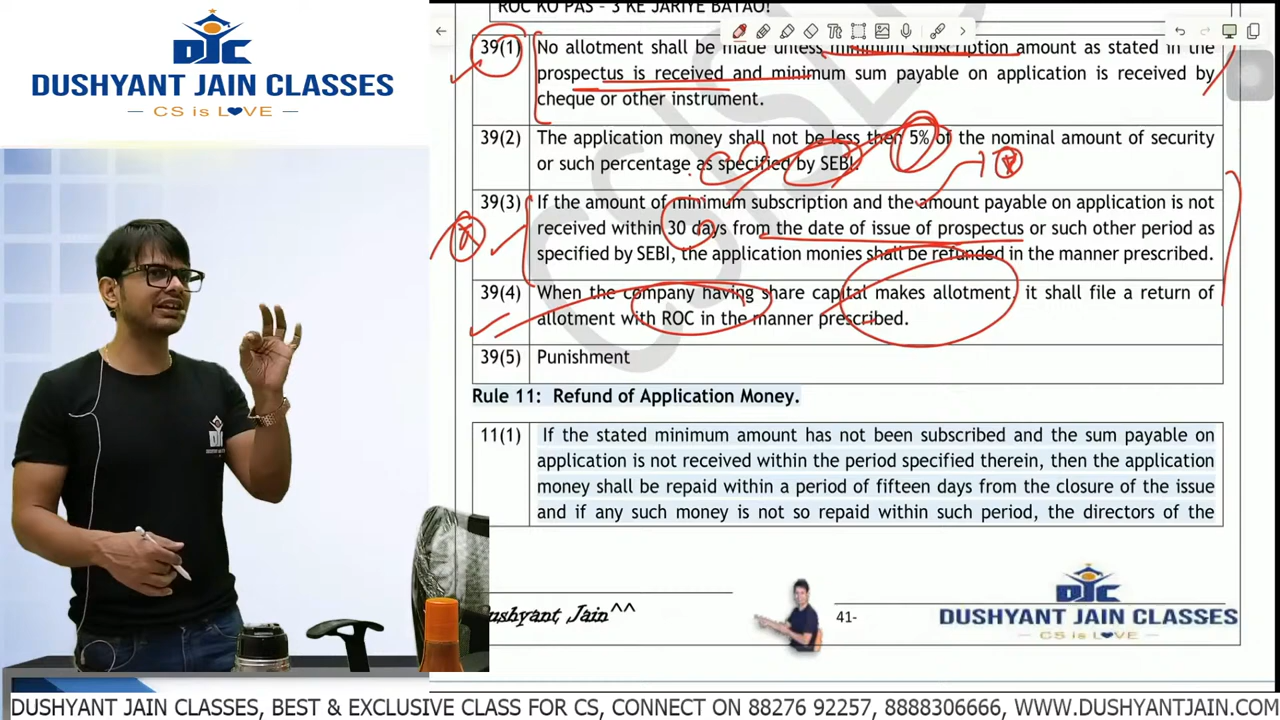 ROC KO PAS – 3 KE JARIYE BATAO!
DJC
DUSHYANT JAIN CLASSES
CS is L❤VE
39(1) No allotment shall be made unless minimum subscription amount as stated in the
prospectus is received and minimum sum payable on application is received by
cheque or other instrument.
39(2) The application money shall not be less then 5% of the nominal amount of security
or such percentage as specified by SEBI.
39(3) If the amount of minimum subscription and the amount payable on application is not
received within 30 days from the date of issue of prospectus or such other period as
specified by SEBI, the application monies shall be refunded in the manner prescribed.
39(4) When the company having share capital makes allotment, it shall file a return of
allotment with ROC in the manner prescribed.
39(5) Punishment
Rule 11: Refund of Application Money.
11(1) If the stated minimum amount has not been subscribed and the sum payable on
application is not received within the period specified therein, then the application
money shall be repaid within a period of fifteen days from the closure of the issue
and if any such money is not so repaid within such period, the directors of the
DJC
Jain^^
41-
DJC
DUSHYANT JAIN CLASSES
CS is L❤VE
DUSHYANT JAIN CLASSES, BEST & EXCLUSIVE CLASS FOR CS, CONNECT ON 88276 92257, 8888306666, WWW.DUSHYANTJAIN.COM